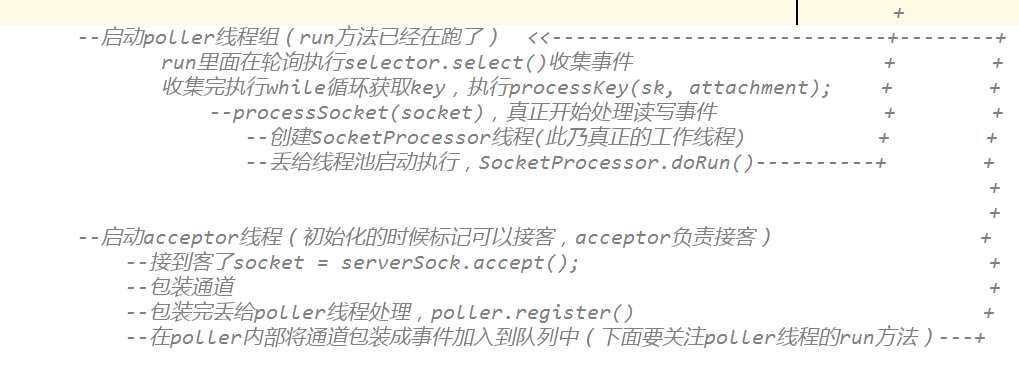 +
--启动poller线程组（run方法已经在跑了） <<----------------------------+--------+
run里面在轮询执行selector.select()收集事件 + +
收集完执行while循环获取key，执行processKey(sk, attachment); + +
--processSocket(socket)，真正开始处理读写事件 + +
--创建SocketProcessor线程(此乃真正的工作线程) + +
--丢给线程池启动执行，SocketProcessor.doRun()----------+ +
+
+
--启动acceptor线程（初始化的时候标记可以接客，acceptor负责接客） +
--接到客了socket = serverSock.accept(); +
--包装通道 +
--包装完丢给poller线程处理，poller.register() +
--在poller内部将通道包装成事件加入到队列中（下面要关注poller线程的run方法）---+